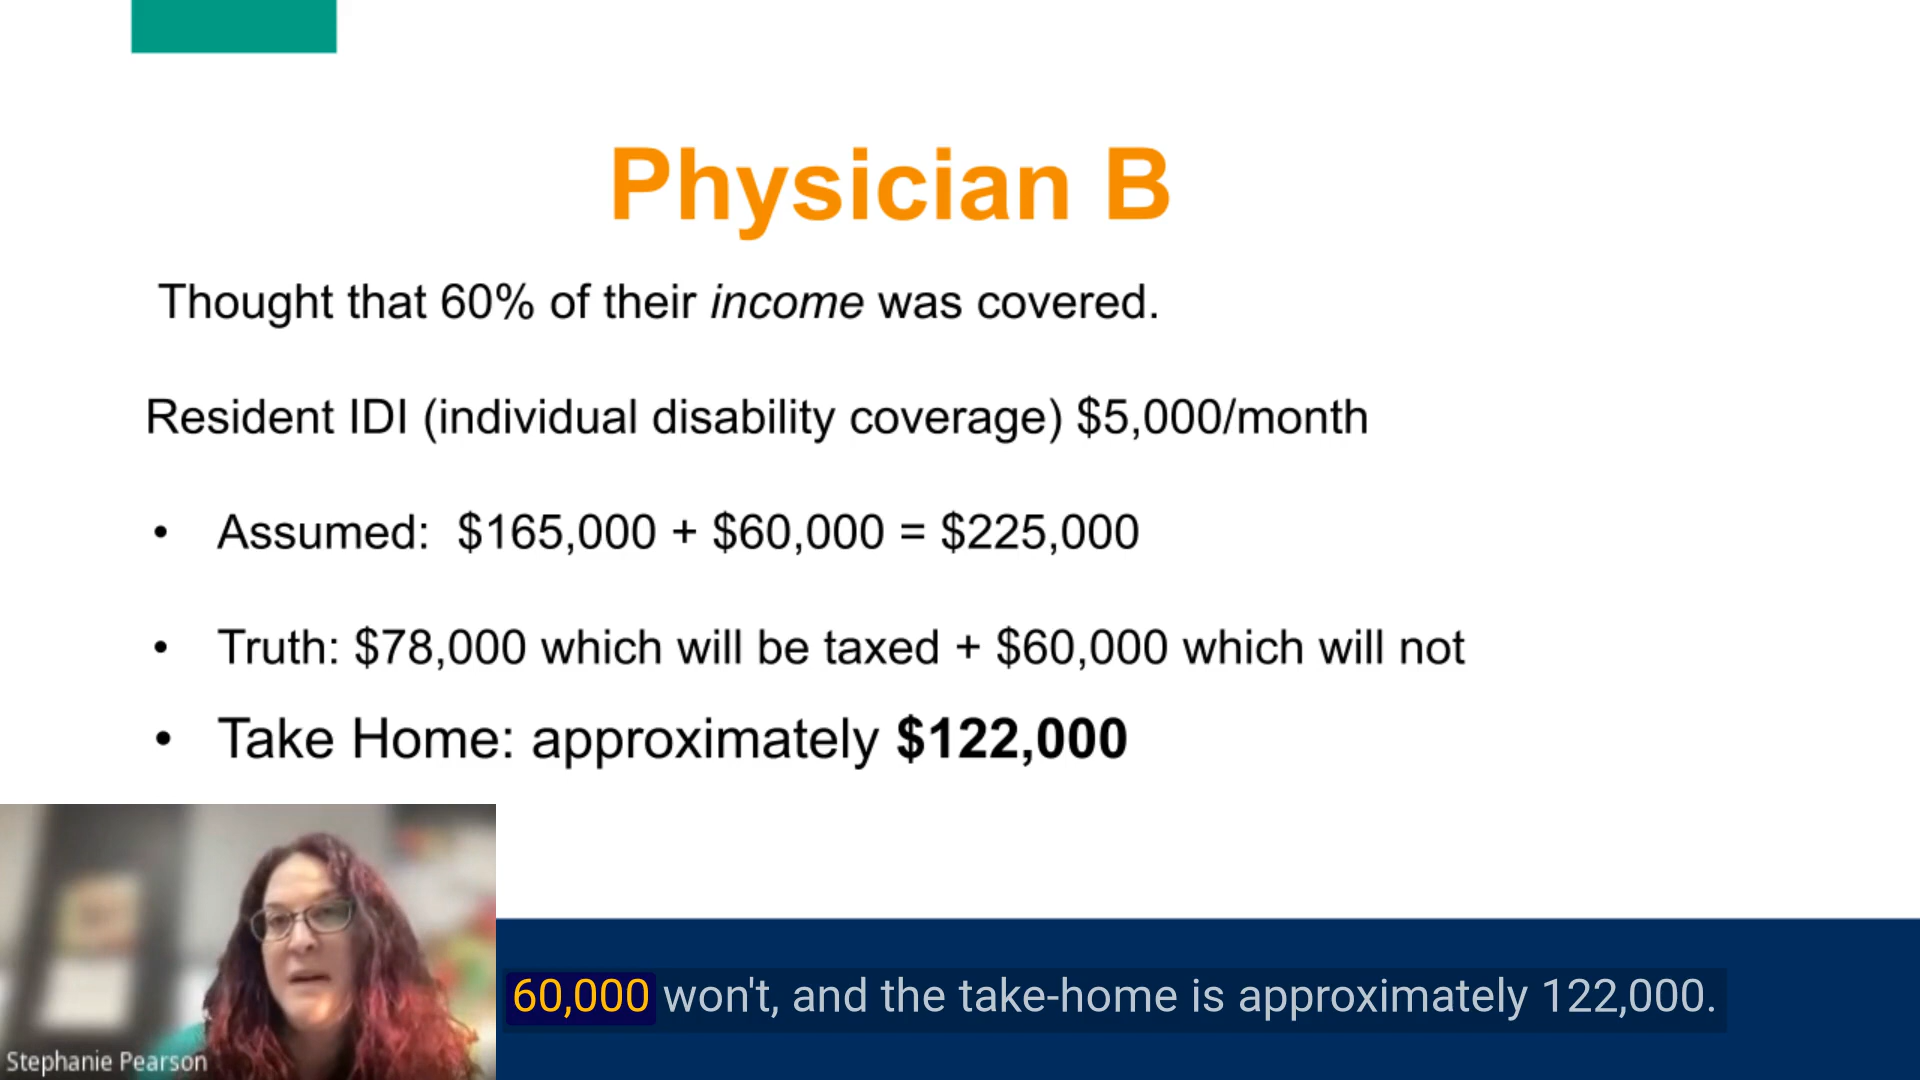 Physician B
Thought that 60% of their income was covered.
Resident IDI (individual disability coverage) $5,000/month
• Assumed: $165,000 + $60,000 = $225,000
• Truth: $78,000 which will be taxed + $60,000 which will not
• Take Home: approximately $122,000
60,000 won't, and the take-home is approximately 122,000.
Stephanie Pearson